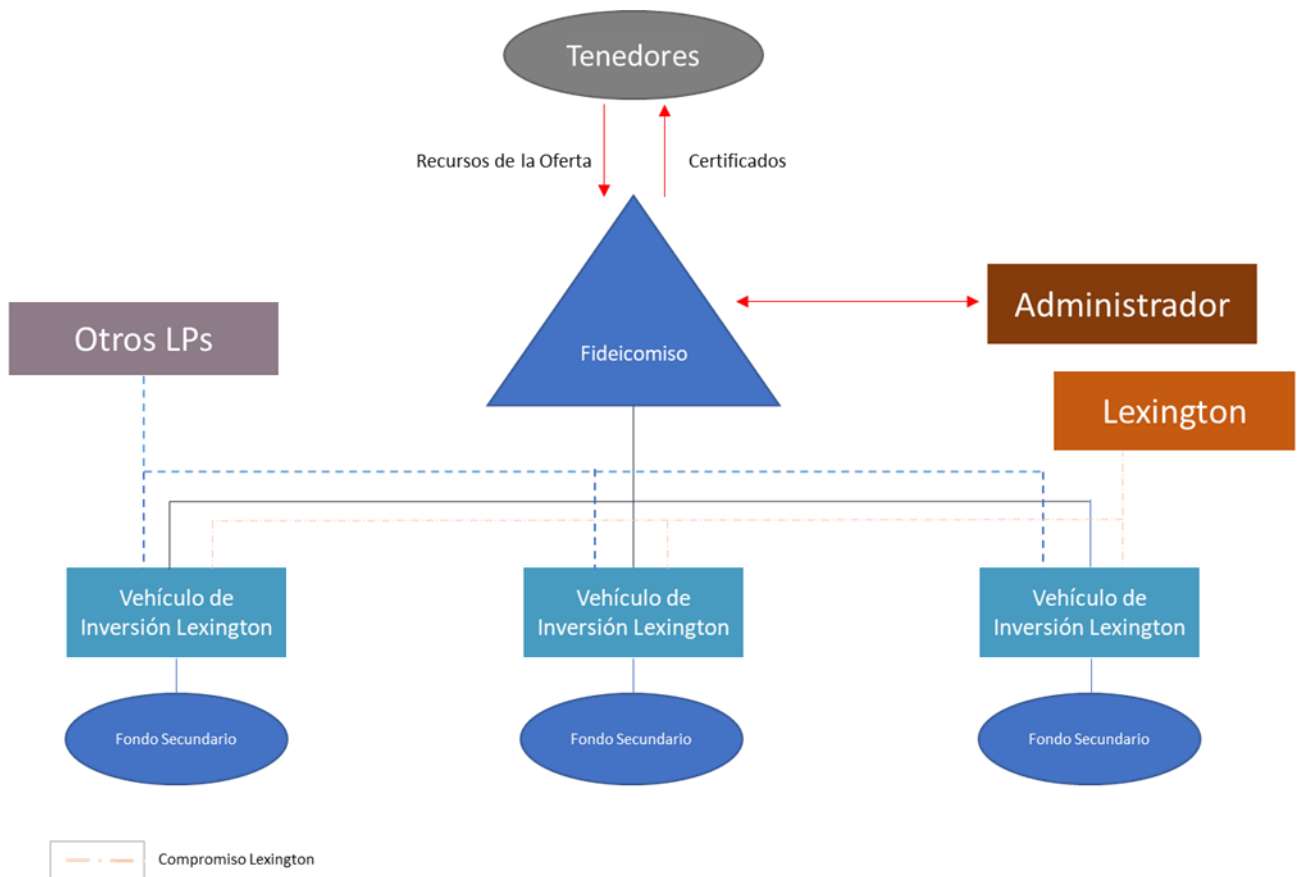 Tenedores
Recursos de la Oferta
Certificados
Administrador
Otros LPs
Fideicomiso
Lexington
Vehículo de
Inversión Lexington
Vehículo de
Inversión Lexington
Vehículo de
Inversión Lexington
Fondo Secundario
Fondo Secundario
Fondo Secundario
Compromiso Lexington